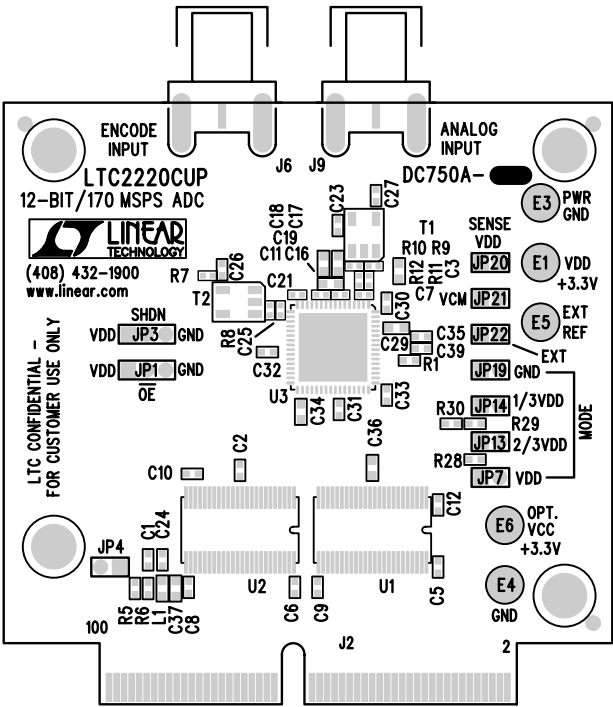 ENCODE
INPUT
J6
J9
ANALOG
INPUT
LTC2220CUP
12-BIT/170 MSPS ADC
DC750A-
LINEAR
TECHNOLOGY
(408) 432-1900
www.linear.com
E3
PWR
GND
C27
C23
C18
C17
C19
C11
C16
T1
R10
R9
R12
R11
C3
C7
SENSE
VDD
JP20
E1
VDD
+3.3V
R7
C26
T2
C21
VCM
JP21
C30
E5
EXT
REF
SHDN
VDD
JP3
GND
R8
C25
C29
C35
C39
JP22
EXT
VDD
JP1
GND
OE
C32
R1
JP19
GND
U3
C34
C31
C33
JP14
1/3VDD
R30
R29
MODE
LTC CONFIDENTIAL -
FOR CUSTOMER USE ONLY
C10
C2
C36
JP13
2/3VDD
R28
JP7
VDD
C12
E6
OPT.
VCC
+3.3V
JP4
C1
C24
C5
R5
R6
L1
C37
C8
U2
C6
C9
U1
E4
GND
100
J2
2